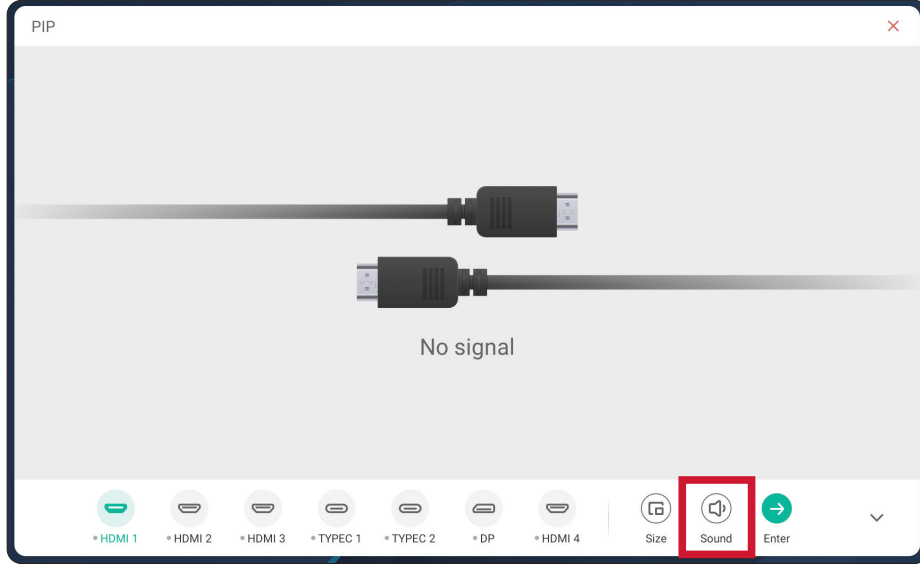 PIP
No signal
HDMI 1
HDMI 2
HDMI 3
TYPEC 1
TYPEC 2
DP
HDMI 4
Size
Sound
Enter